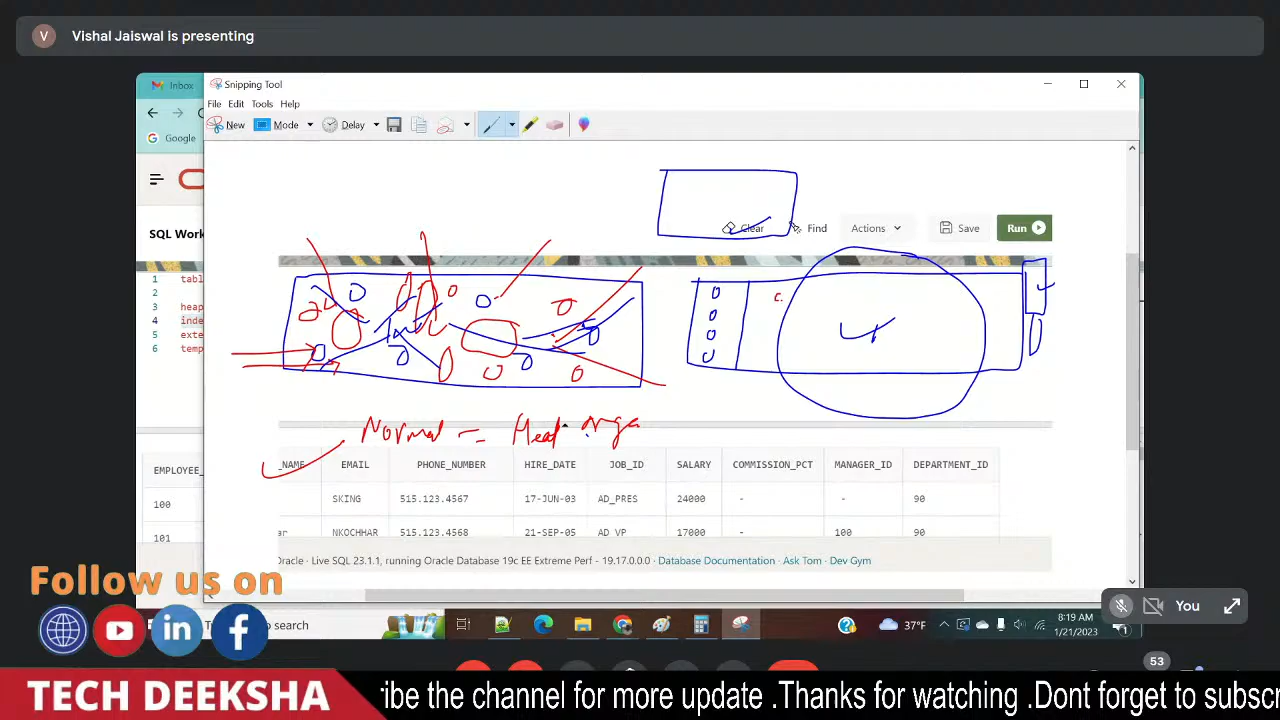 V
Vishal Jaiswal is presenting
Inbox
Snipping Tool
File Edit Tools Help
New Mode Delay
Google
SQL Work
Clear Find Actions Save Run
1 tabl
2
3 heap
4 inde
5 exte
6 temp
Normal =
EMPLOYEE_
_NAME EMAIL PHONE_NUMBER HIRE_DATE JOB_ID SALARY COMMISSION_PCT MANAGER_ID DEPARTMENT_ID
100
SKING 515.123.4567 17-JUN-03 AD_PRES 24000 - - 90
101
ar NKOCHHAR 515.123.4568 21-SEP-05 AD_VP 17000 - 100 90
Oracle · Live SQL 23.1.1, running Oracle Database 19c EE Extreme Perf - 19.17.0.0.0 · Database Documentation · Ask Tom · Dev Gym
Follow us on
You
search
37°F
8:19 AM
1/21/2023
1
53
TECH DEEKSHA
ribe the channel for more update .Thanks for watching .Dont forget to subscr